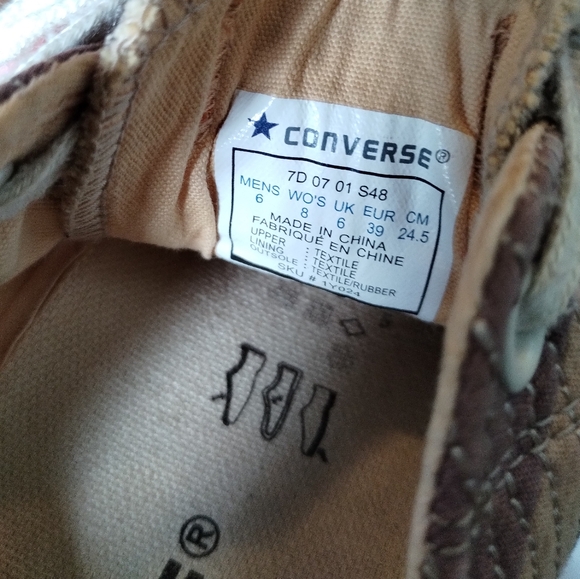 CONVERSE®
7D 07 01 S48
MENS WO'S UK EUR CM
6 8 6 39 24.5
MADE IN CHINA
FABRIQUÉ EN CHINE
UPPER : TEXTILE
LINING : TEXTILE
OUTSOLE : TEXTILE/RUBBER
SKU # 1Y024
®